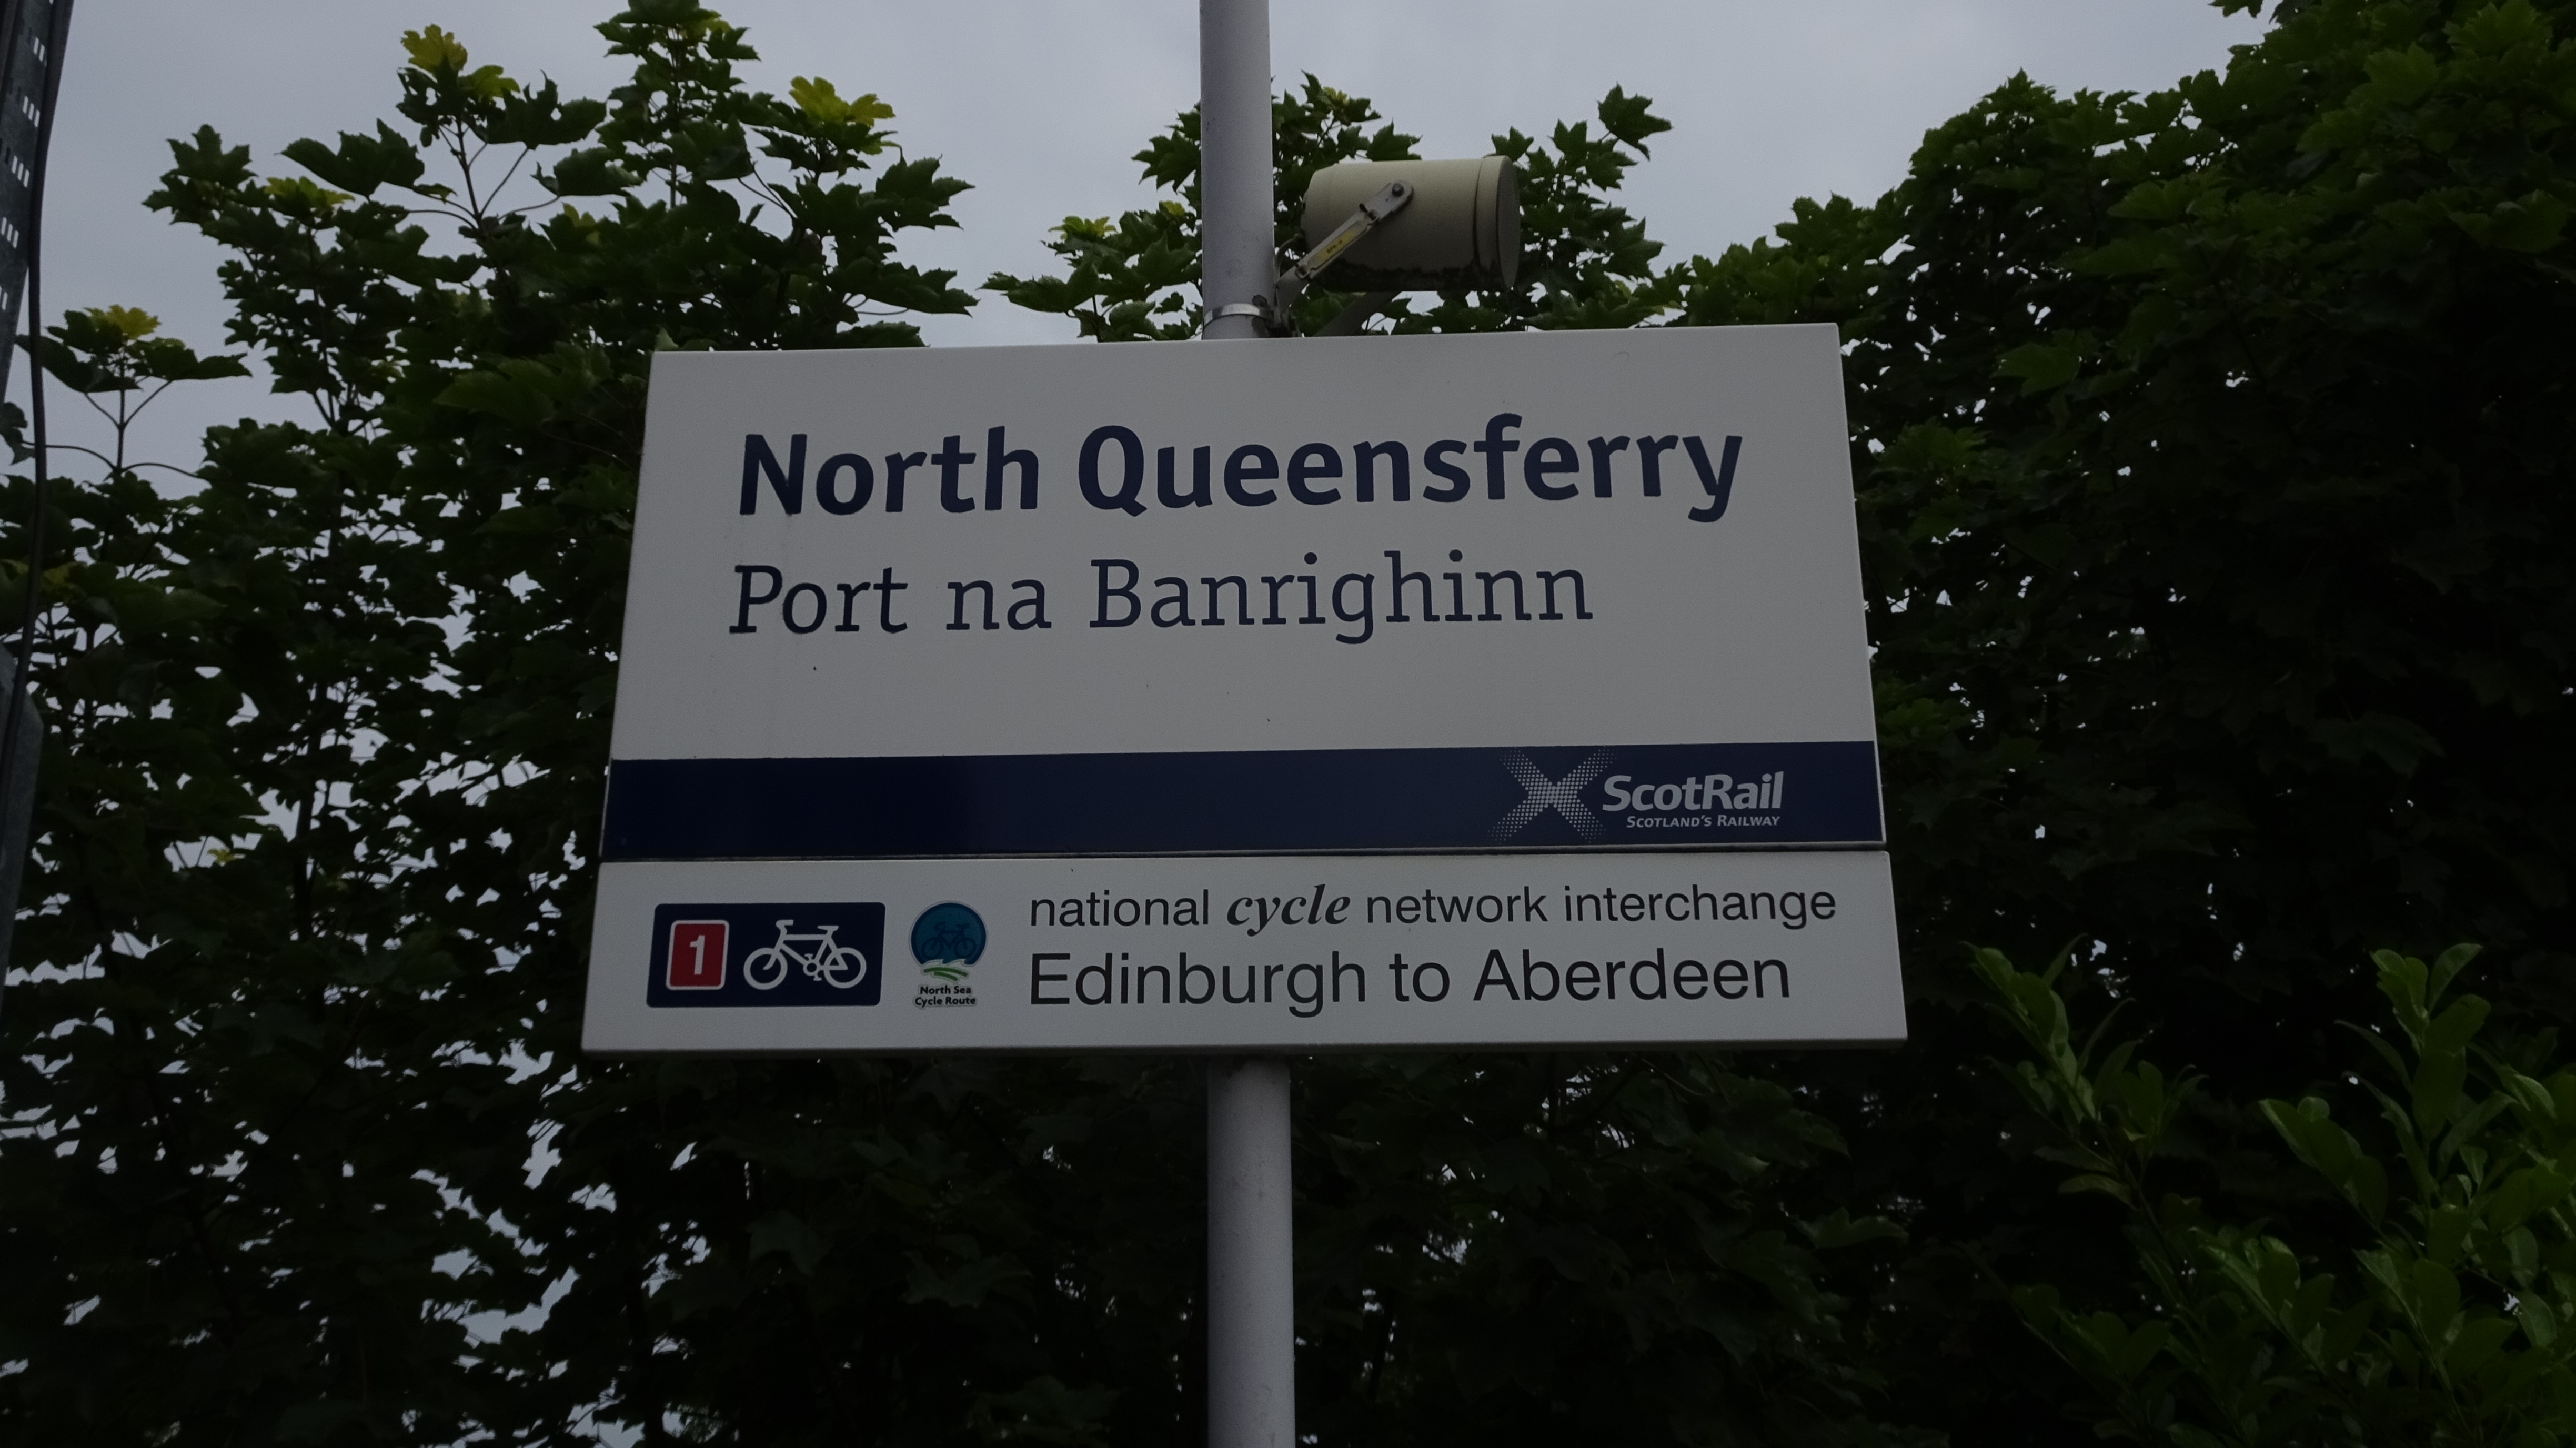 North Queensferry
Port na Banrighinn
ScotRail
SCOTLAND'S RAILWAY
1
North Sea
Cycle Route
national cycle network interchange
Edinburgh to Aberdeen